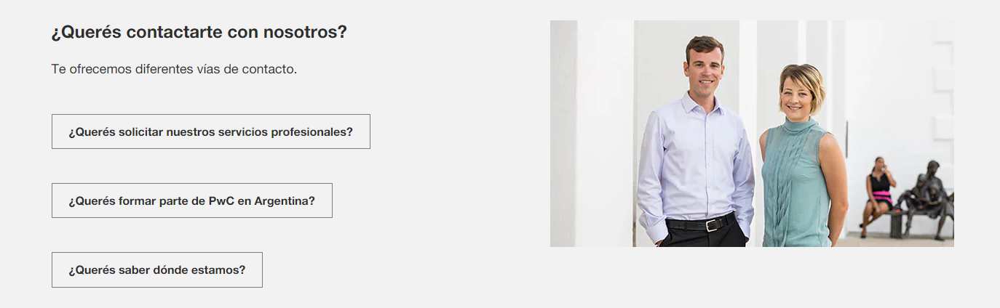 ¿Querés contactarte con nosotros?
Te ofrecemos diferentes vías de contacto.
¿Querés solicitar nuestros servicios profesionales?
¿Querés formar parte de PwC en Argentina?
¿Querés saber dónde estamos?